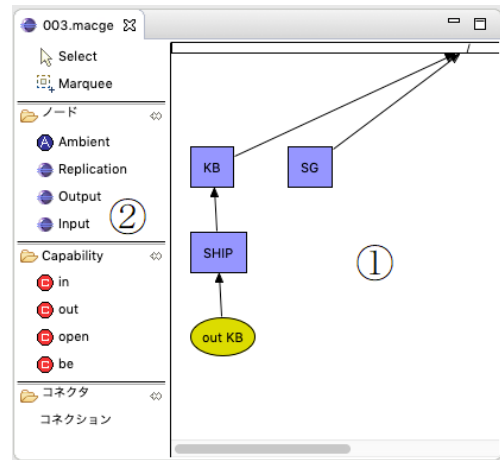 003.macge
Select
Marquee
ノード
Ambient
Replication
Output
Input
②
Capability
in
out
open
be
コネクタ
コネクション
/
KB
SG
SHIP
out KB
①